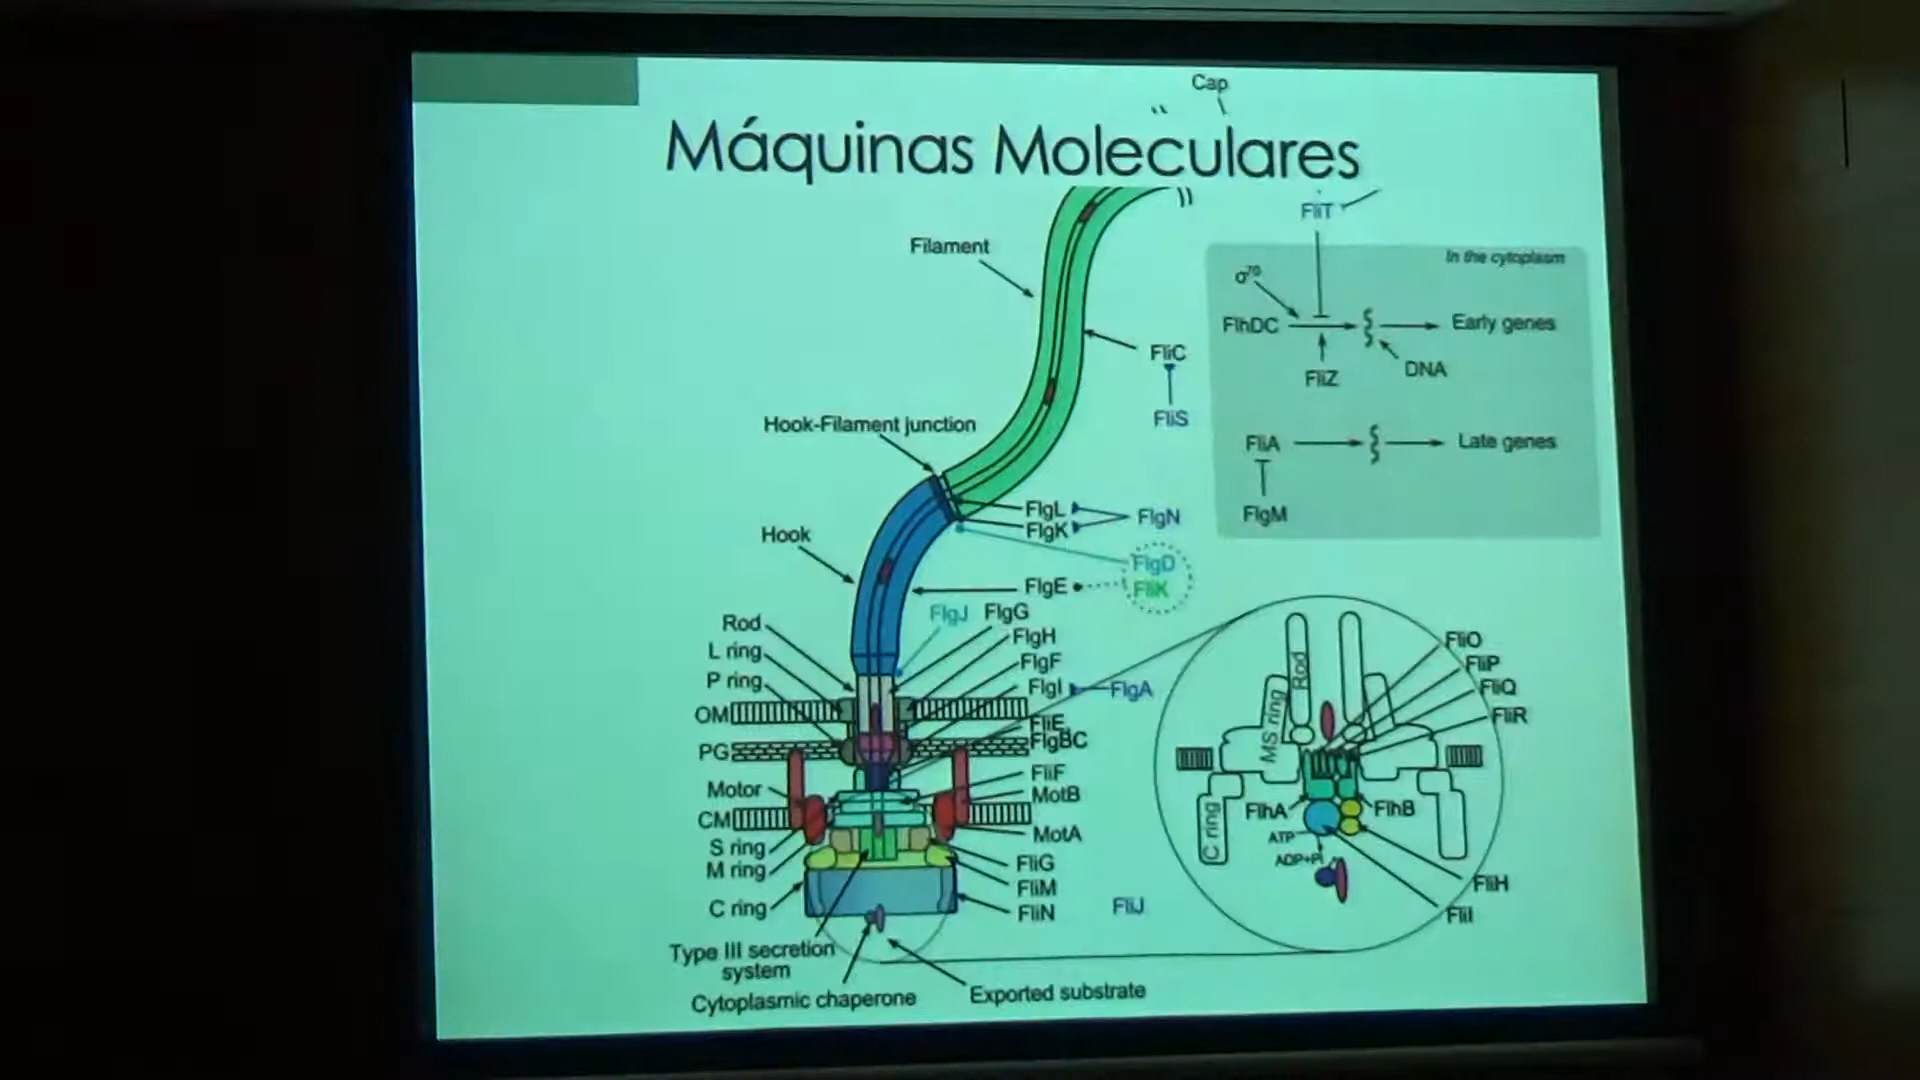 Cap
Máquinas Moleculares
FliT
Filament
In the cytoplasm
σ70
FlhDC
Early genes
FliZ
DNA
FliC
FliS
Hook-Filament junction
FliA
Late genes
FlgM
FlgL
FlgK
FlgN
Hook
FlgD
FliK
FlgE
FlgJ
FlgG
Rod
FlgH
L ring
FlgF
P ring
FlgI
FlgA
OM
FliE
FlgBC
PG
FliF
Motor
MotB
CM
MotA
S ring
M ring
FliG
FliM
C ring
FliN
FliJ
Type III secretion
system
Cytoplasmic chaperone
Exported substrate
FliO
FliP
FliQ
FliR
Rod
MS ring
C ring
FlhA
FlhB
ATP
ADP+Pi
FliH
FliI